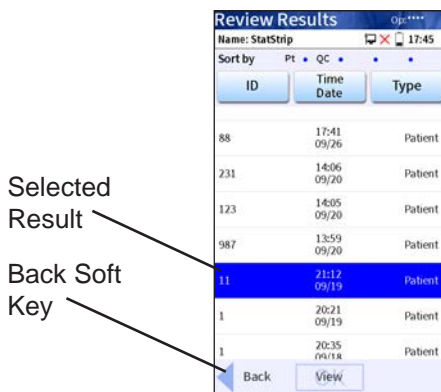 Review Results Op:****
Name: StatStrip 17:45
Sort by Pt • QC • • •
ID Time Date Type
88 17:41 09/26 Patient
231 14:06 09/20 Patient
123 14:05 09/20 Patient
987 13:59 09/20 Patient
11 21:12 09/19 Patient
1 20:21 09/19 Patient
1 20:35 09/18 Patient
Back View
Selected
Result
Back Soft
Key